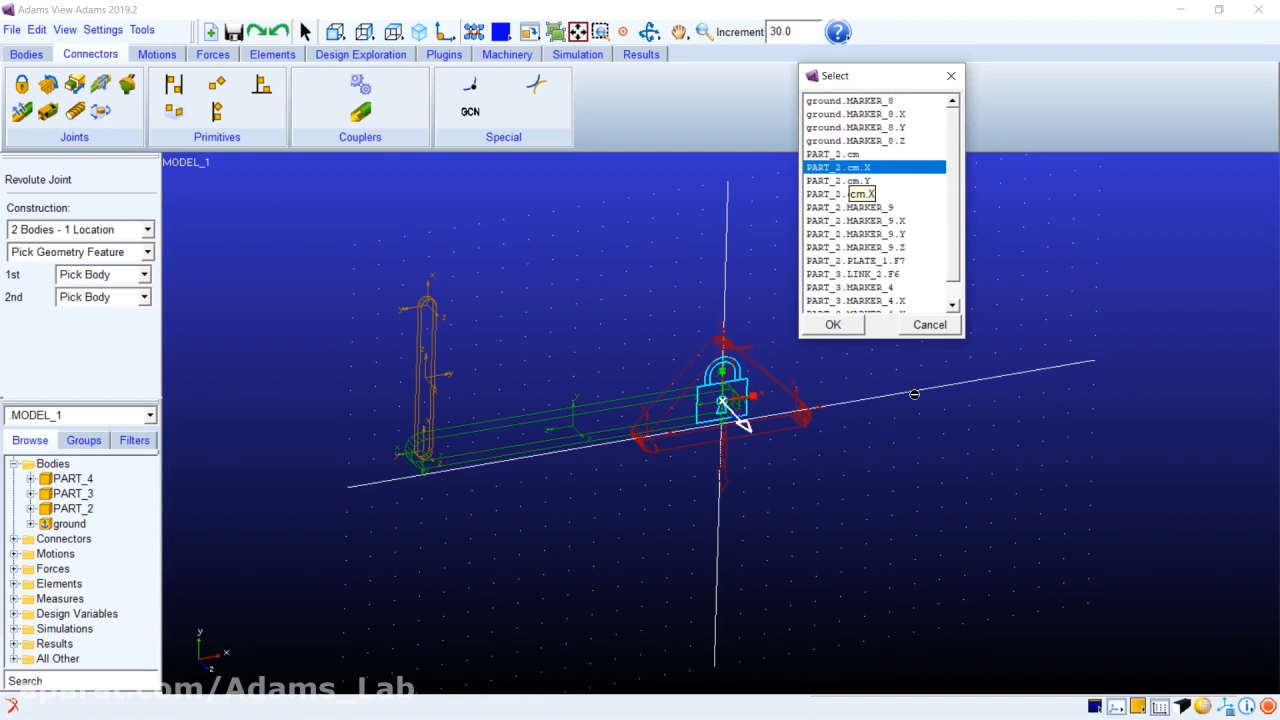 Adams View Adams 2019.2
File Edit View Settings Tools
Increment 30.0
Bodies Connectors Motions Forces Elements Design Exploration Plugins Machinery Simulation Results
GCN
Joints Primitives Couplers Special
Revolute Joint
Construction:
2 Bodies - 1 Location
Pick Geometry Feature
1st Pick Body
2nd Pick Body
.MODEL_1
Browse Groups Filters
Bodies
PART_4
PART_3
PART_2
ground
Connectors
Motions
Forces
Elements
Measures
Design Variables
Simulations
Results
All Other
Search
MODEL_1
Select
ground.MARKER_8
ground.MARKER_8.X
ground.MARKER_8.Y
ground.MARKER_8.Z
PART_2.cm
PART_2.cm.X
PART_2.cm.Y
PART_2.
cm.X
PART_2.MARKER_9
PART_2.MARKER_9.X
PART_2.MARKER_9.Y
PART_2.MARKER_9.Z
PART_2.PLATE_1.F7
PART_3.LINK_2.F6
PART_3.MARKER_4
PART_3.MARKER_4.X
OK Cancel
y
x
z
aparat.com/Adams_Lab